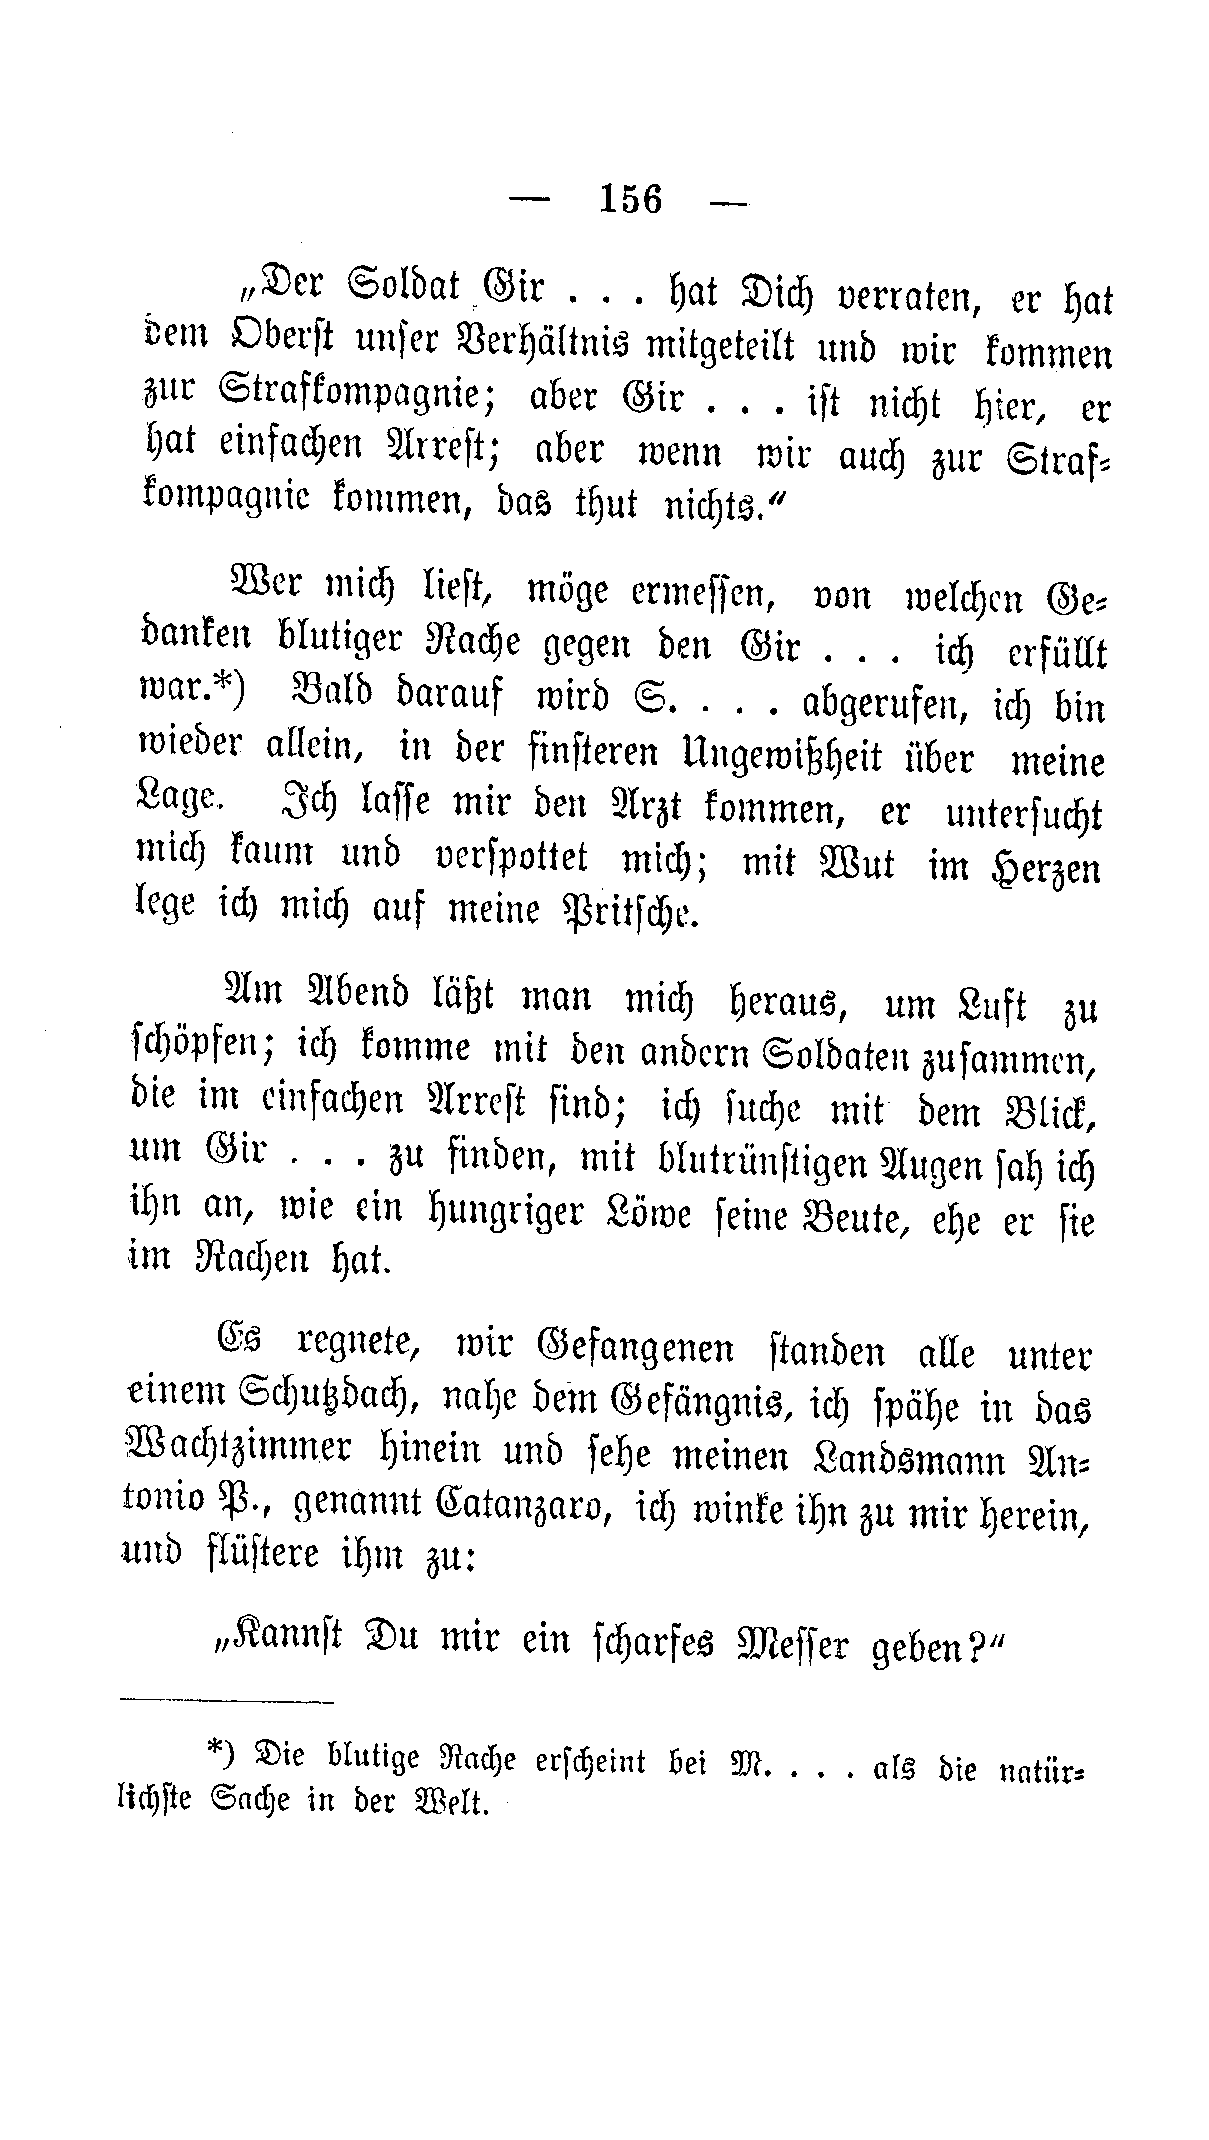 — 156 —
„Der Soldat Gir . . . hat Dich verraten, er hat
dem Oberst unser Verhältnis mitgeteilt und wir kommen
zur Strafkompagnie; aber Gir . . . ist nicht hier, er
hat einfachen Arrest; aber wenn wir auch zur Straf-
kompagnie kommen, das thut nichts.“
Wer mich liest, möge ermessen, von welchen Ge-
danken blutiger Rache gegen den Gir . . . ich erfüllt
war.*) Bald darauf wird S. . . . abgerufen, ich bin
wieder allein, in der finsteren Ungewißheit über meine
Lage. Ich lasse mir den Arzt kommen, er untersucht
mich kaum und verspottet mich; mit Wut im Herzen
lege ich mich auf meine Pritsche.
Am Abend läßt man mich heraus, um Luft zu
schöpfen; ich komme mit den andern Soldaten zusammen,
die im einfachen Arrest sind; ich suche mit dem Blick,
um Gir . . . zu finden, mit blutrünstigen Augen sah ich
ihn an, wie ein hungriger Löwe seine Beute, ehe er sie
im Rachen hat.
Es regnete, wir Gefangenen standen alle unter
einem Schutzdach, nahe dem Gefängnis, ich spähe in das
Wachtzimmer hinein und sehe meinen Landsmann An-
tonio P., genannt Catanzaro, ich winke ihn zu mir herein,
und flüstere ihm zu:
„Kannst Du mir ein scharfes Messer geben?“
*) Die blutige Rache erscheint bei M. . . . als die natür-
lichste Sache in der Welt.